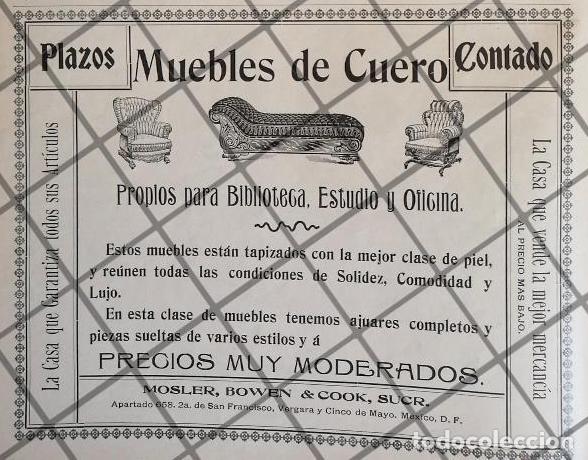 Plazos
Muebles de Cuero
Contado
La Casa que Garantiza todos sus Artículos
Propios para Biblioteca, Estudio y Oficina.
Estos muebles están tapizados con la mejor clase de piel,
y reúnen todas las condiciones de Solidez, Comodidad y
Lujo.
En esta clase de muebles tenemos ajuares completos y
piezas sueltas de varios estilos y á
PRECIOS MUY MODERADOS.
MOSLER, BOWEN & COOK, SUCR.
Apartado 658. 2a. de San Francisco, Vergara y Cinco de Mayo. Mexico, D. F.
La Casa que vende la mejor mercancía
AL PRECIO MAS BAJO.
todocoleccion.net